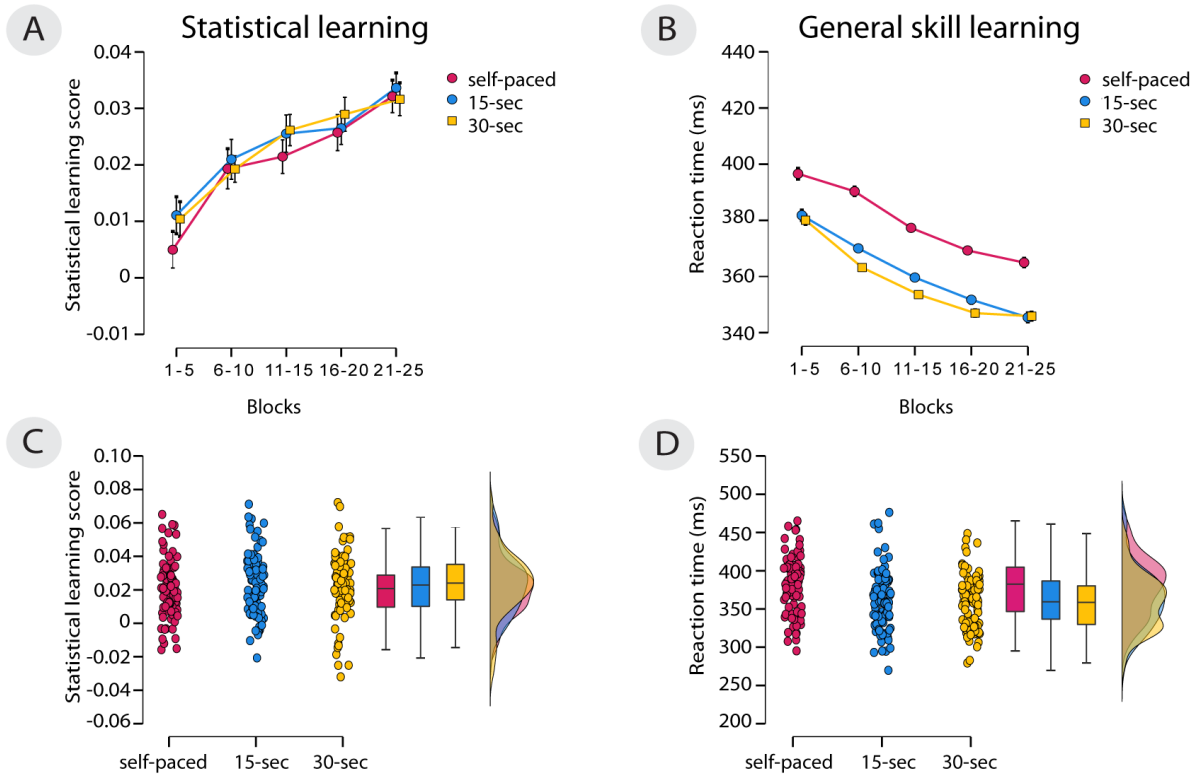 A
Statistical learning
Statistical learning score
0.04
0.03
0.02
0.01
0
-0.01
self-paced
15-sec
30-sec
1-5
6-10
11-15
16-20
21-25
Blocks
B
General skill learning
Reaction time (ms)
440
420
400
380
360
340
self-paced
15-sec
30-sec
1-5
6-10
11-15
16-20
21-25
Blocks
C
Statistical learning score
0.10
0.08
0.06
0.04
0.02
0
-0.02
-0.04
-0.06
self-paced
15-sec
30-sec
D
Reaction time (ms)
550
500
450
400
350
300
250
200
self-paced
15-sec
30-sec